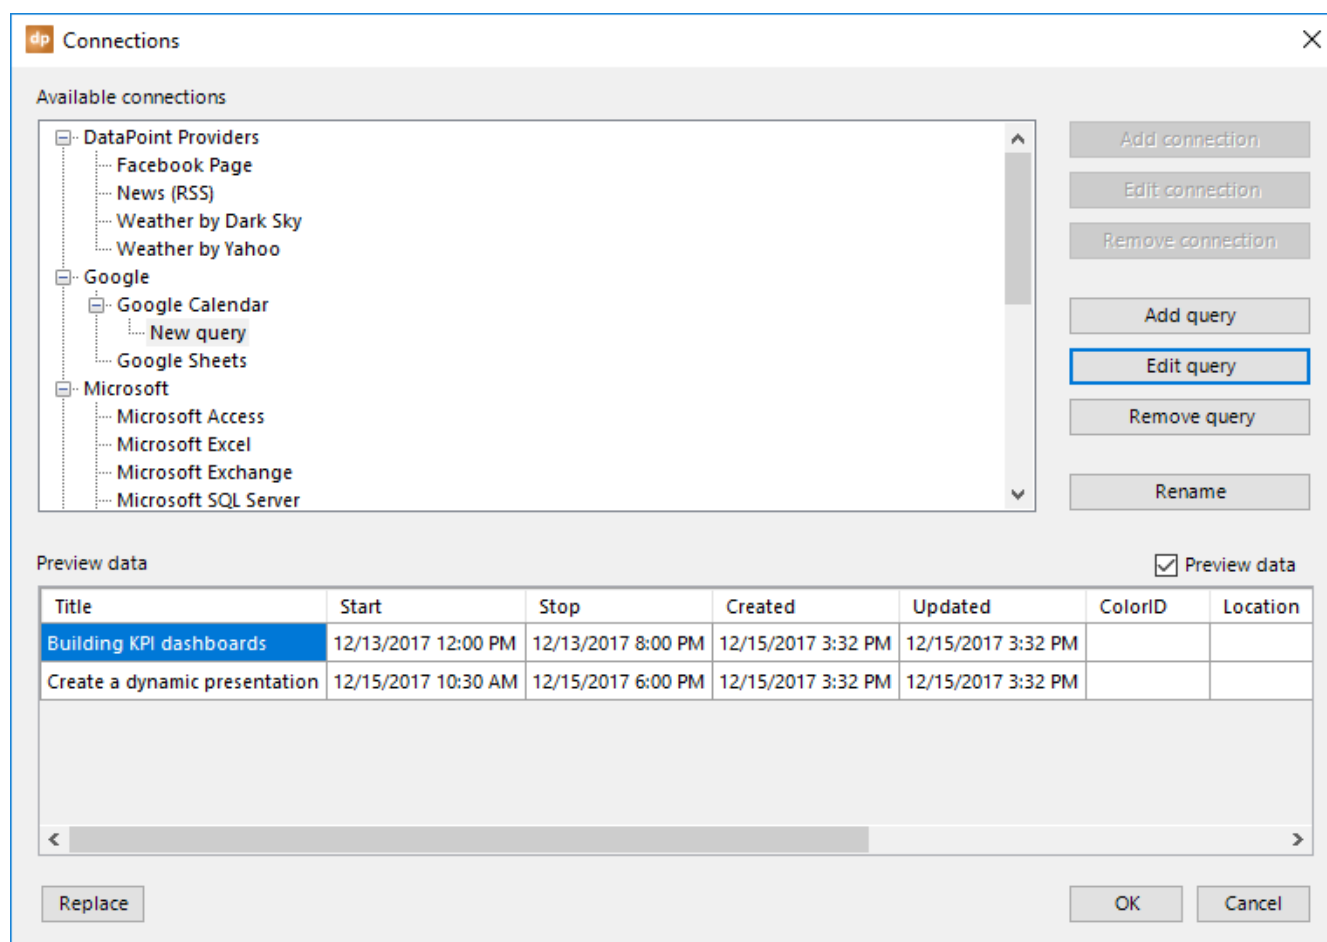 dp Connections
Available connections
DataPoint Providers
Facebook Page
News (RSS)
Weather by Dark Sky
Weather by Yahoo
Google
Google Calendar
New query
Google Sheets
Microsoft
Microsoft Access
Microsoft Excel
Microsoft Exchange
Microsoft SQL Server
Add connection
Edit connection
Remove connection
Add query
Edit query
Remove query
Rename
Preview data
Preview data
Title Start Stop Created Updated ColorID Location
Building KPI dashboards 12/13/2017 12:00 PM 12/13/2017 8:00 PM 12/15/2017 3:32 PM 12/15/2017 3:32 PM
Create a dynamic presentation 12/15/2017 10:30 AM 12/15/2017 6:00 PM 12/15/2017 3:32 PM 12/15/2017 3:32 PM
Replace OK Cancel